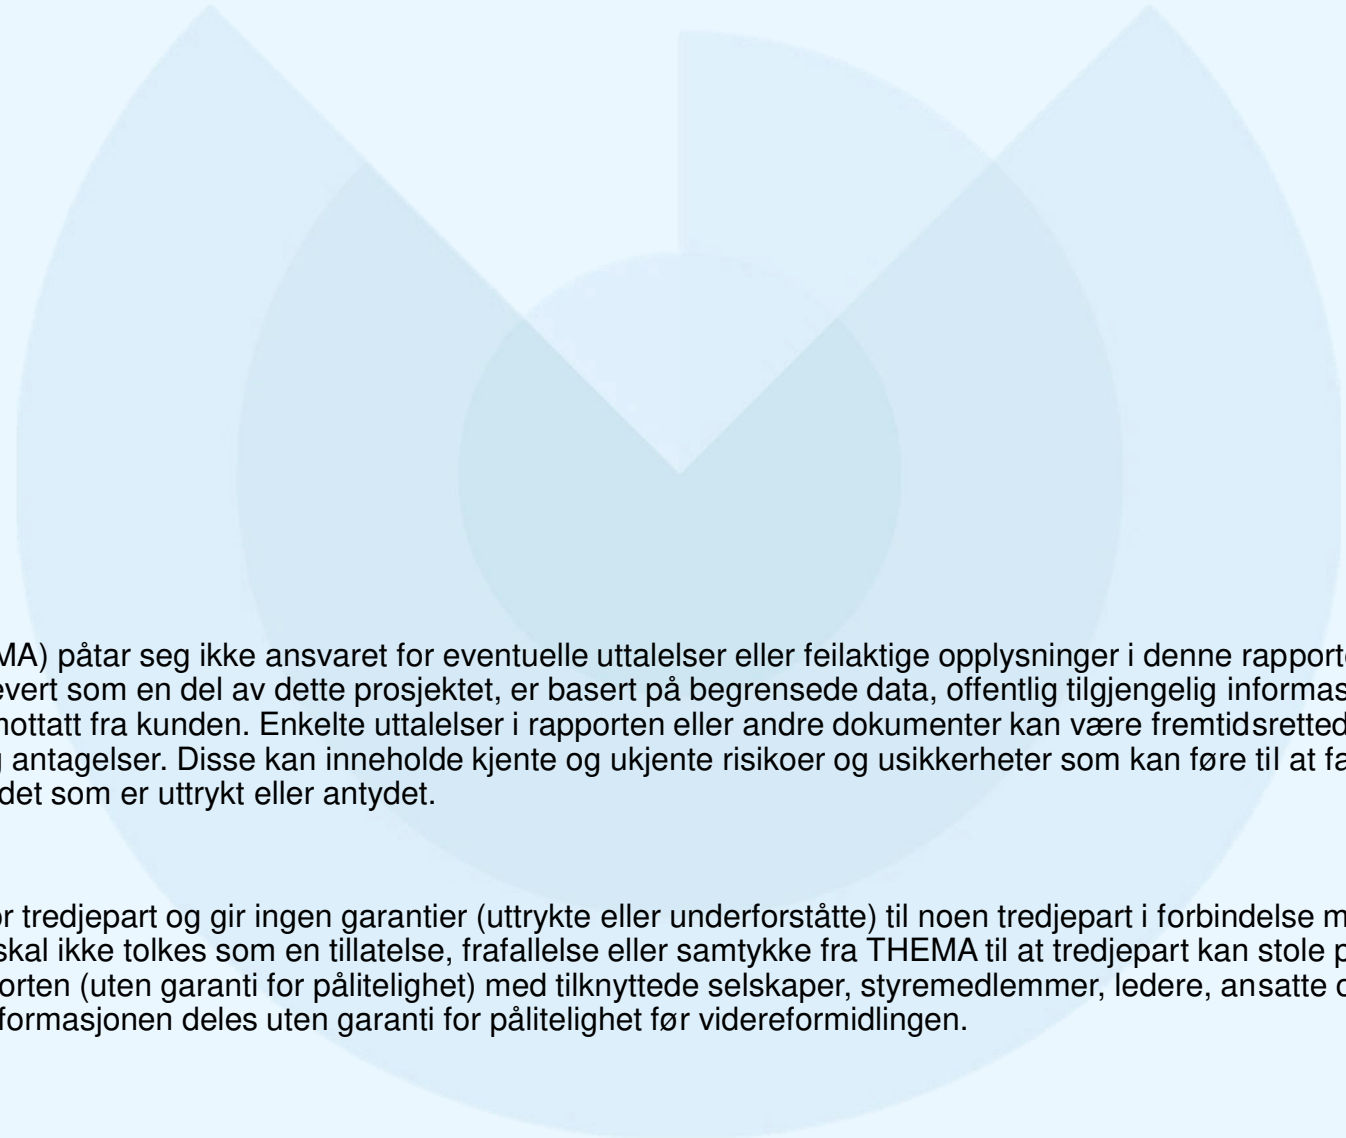 MA) påtar seg ikke ansvaret for eventuelle uttalelser eller feilaktige opplysninger i denne rapport
evert som en del av dette prosjektet, er basert på begrensede data, offentlig tilgjengelig informas
nottatt fra kunden. Enkelte uttalelser i rapporten eller andre dokumenter kan være fremtidsretted
g antagelser. Disse kan inneholde kjente og ukjente risikoer og usikkerheter som kan føre til at fa
det som er uttrykt eller antydet.
or tredjepart og gir ingen garantier (uttrykte eller underforståtte) til noen tredjepart i forbindelse m
skal ikke tolkes som en tillatelse, frafallelse eller samtykke fra THEMA til at tredjepart kan stole p
orten (uten garanti for pålitelighet) med tilknyttede selskaper, styremedlemmer, ledere, ansatte o
formasjonen deles uten garanti for pålitelighet før videreformidlingen.